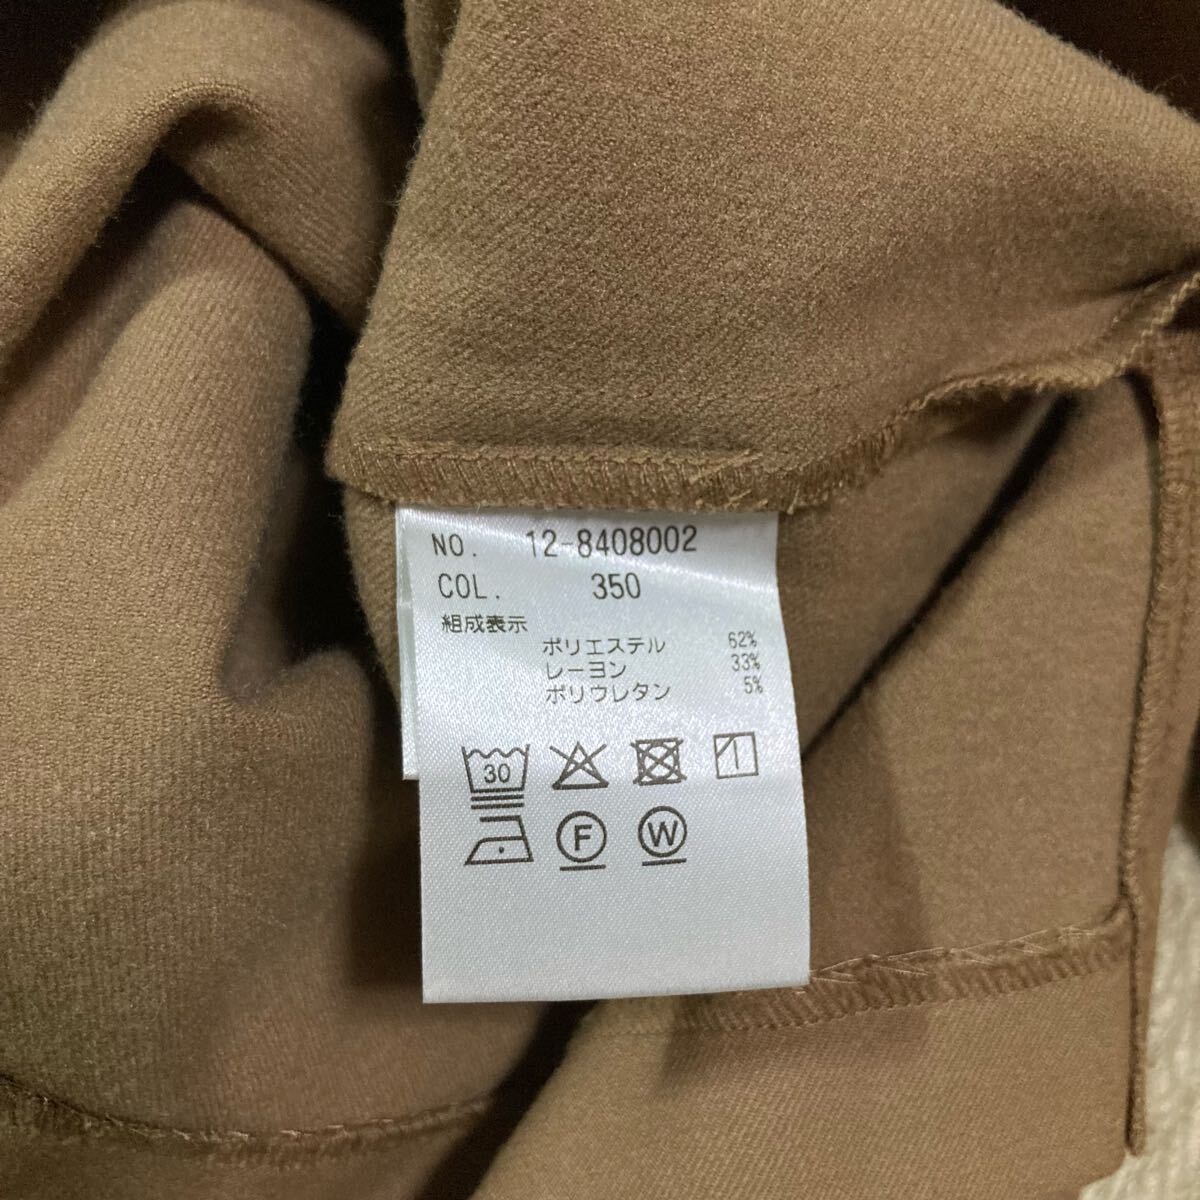 NO. 12-8408002
COL. 350
組成表示
ポリエステル 62%
レーヨン 33%
ポリウレタン 5%
30
F W